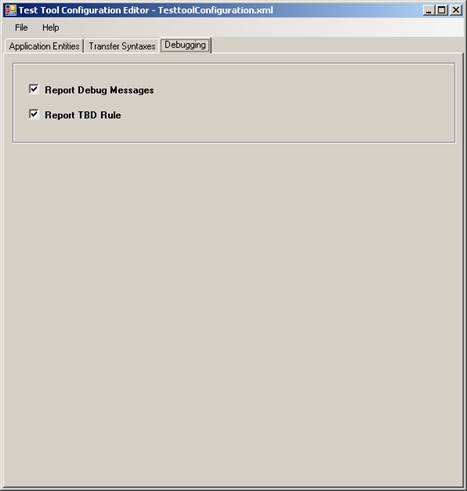 Test Tool Configuration Editor - TesttoolConfiguration.xml
File Help
Application Entities Transfer Syntaxes Debugging
Report Debug Messages
Report TBD Rule